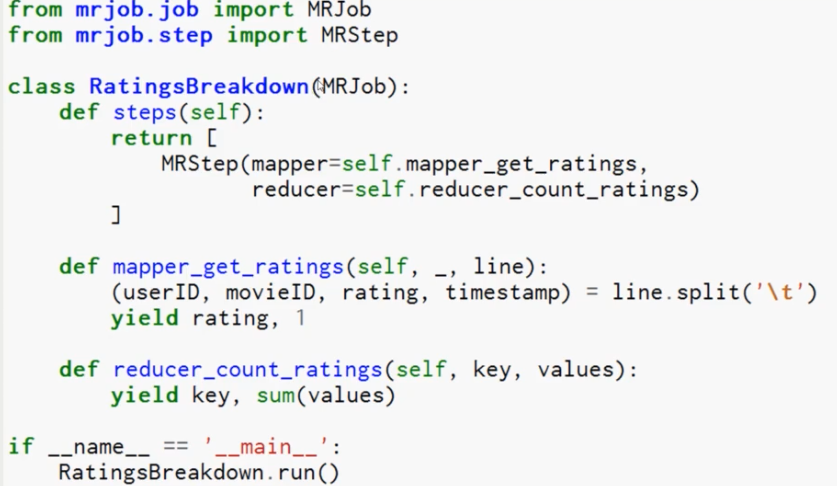 from mrjob.job import MRJob
from mrjob.step import MRStep

class RatingsBreakdown(MRJob):
    def steps(self):
        return [
            MRStep(mapper=self.mapper_get_ratings,
                   reducer=self.reducer_count_ratings)
        ]

    def mapper_get_ratings(self, _, line):
        (userID, movieID, rating, timestamp) = line.split('\t')
        yield rating, 1

    def reducer_count_ratings(self, key, values):
        yield key, sum(values)

if __name__ == '__main__':
    RatingsBreakdown.run()